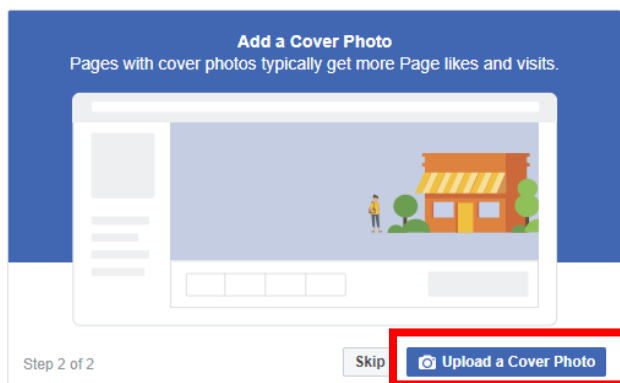 Add a Cover Photo
Pages with cover photos typically get more Page likes and visits.
Step 2 of 2
Skip
Upload a Cover Photo